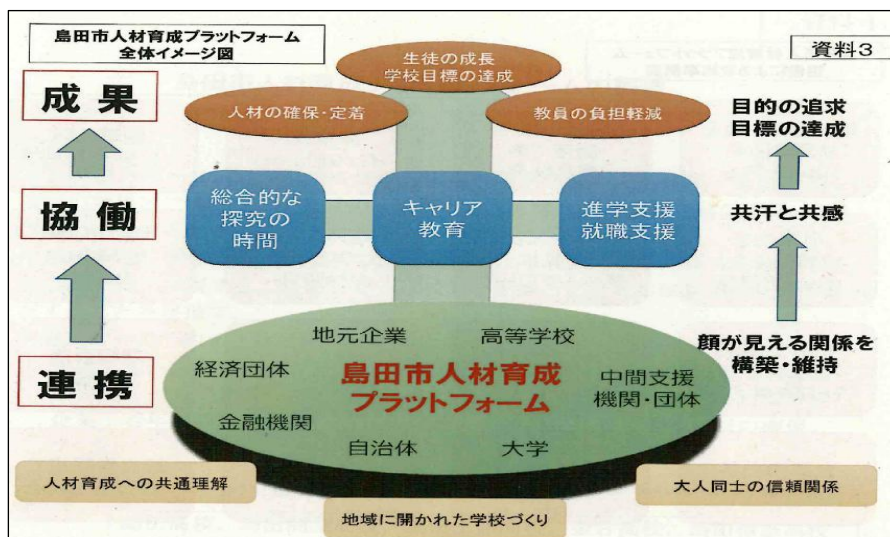 島田市人材育成プラットフォーム
全体イメージ図
資料3
成果
協働
連携
生徒の成長
学校目標の達成
人材の確保・定着
教員の負担軽減
総合的な
探究の
時間
キャリア
教育
進学支援
就職支援
目的の追求
目標の達成
共汗と共感
顔が見える関係を
構築・維持
地元企業
高等学校
経済団体
島田市人材育成
プラットフォーム
中間支援
機関・団体
金融機関
自治体
大学
人材育成への共通理解
地域に開かれた学校づくり
大人同士の信頼関係